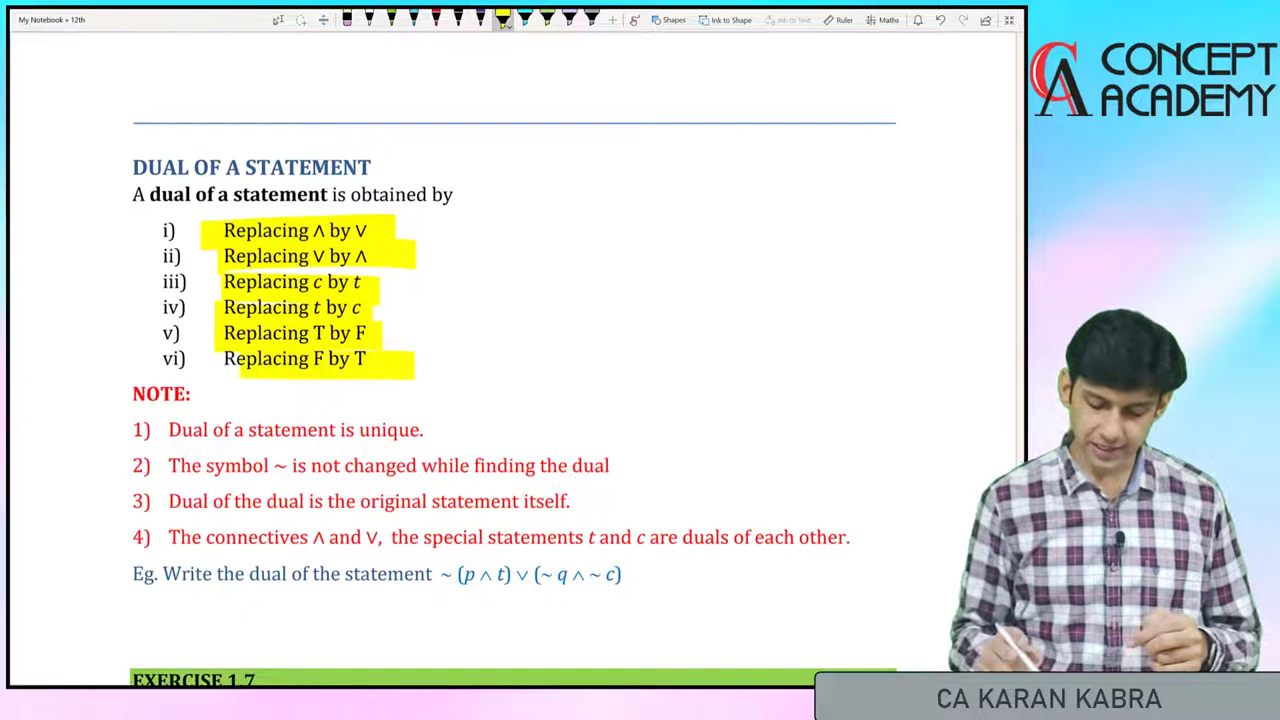 My Notebook > 12th
Shapes
Ink to Shape
Ink to Text
Ruler
Maths
CONCEPT
ACADEMY
CA
DUAL OF A STATEMENT
A dual of a statement is obtained by
i) Replacing ∧ by ∨
ii) Replacing ∨ by ∧
iii) Replacing c by t
iv) Replacing t by c
v) Replacing T by F
vi) Replacing F by T
NOTE:
1) Dual of a statement is unique.
2) The symbol ~ is not changed while finding the dual
3) Dual of the dual is the original statement itself.
4) The connectives ∧ and ∨, the special statements t and c are duals of each other.
Eg. Write the dual of the statement ~ (p ∧ t) ∨ (~ q ∧ ~ c)
EXERCISE 1.7
CA KARAN KABRA